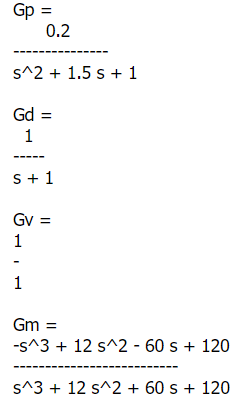 Gp =
0.2
---------------
s^2 + 1.5 s + 1
Gd =
1
-----
s + 1
Gv =
1
-
1
Gm =
-s^3 + 12 s^2 - 60 s + 120
--------------------------
s^3 + 12 s^2 + 60 s + 120